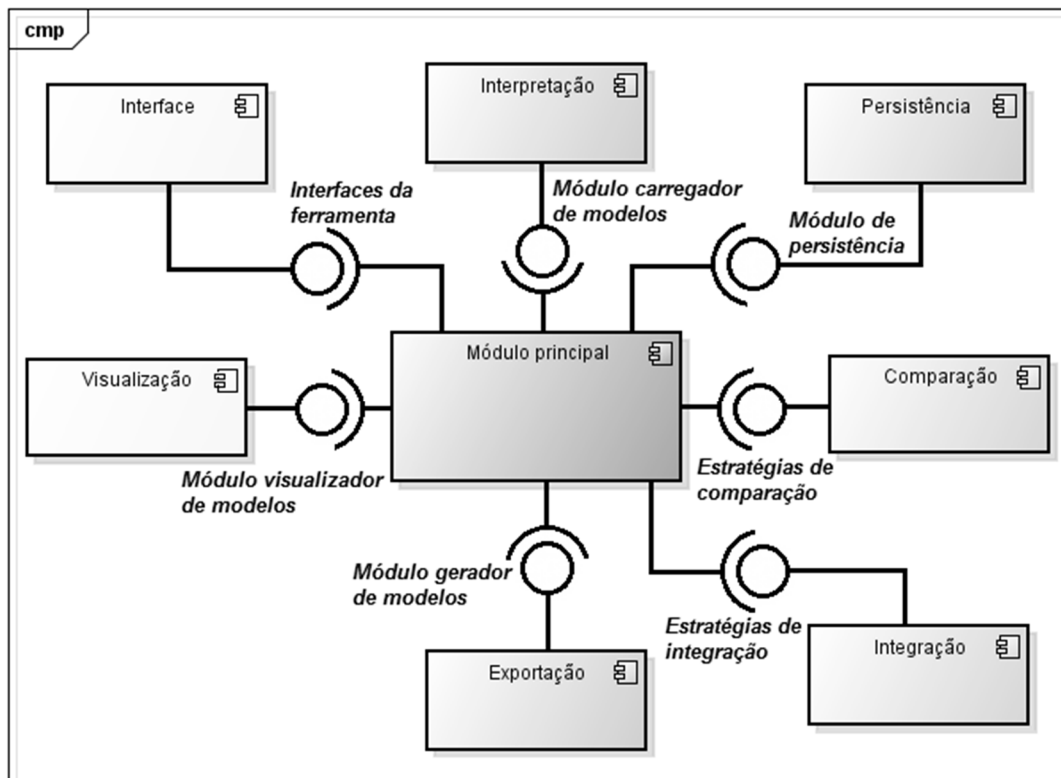 cmp
Interface
Interpretação
Persistência
Interfaces da
ferramenta
Módulo carregador
de modelos
Módulo de
persistência
Visualização
Módulo principal
Comparação
Módulo visualizador
de modelos
Estratégias de
comparação
Módulo gerador
de modelos
Estratégias de
integração
Exportação
Integração